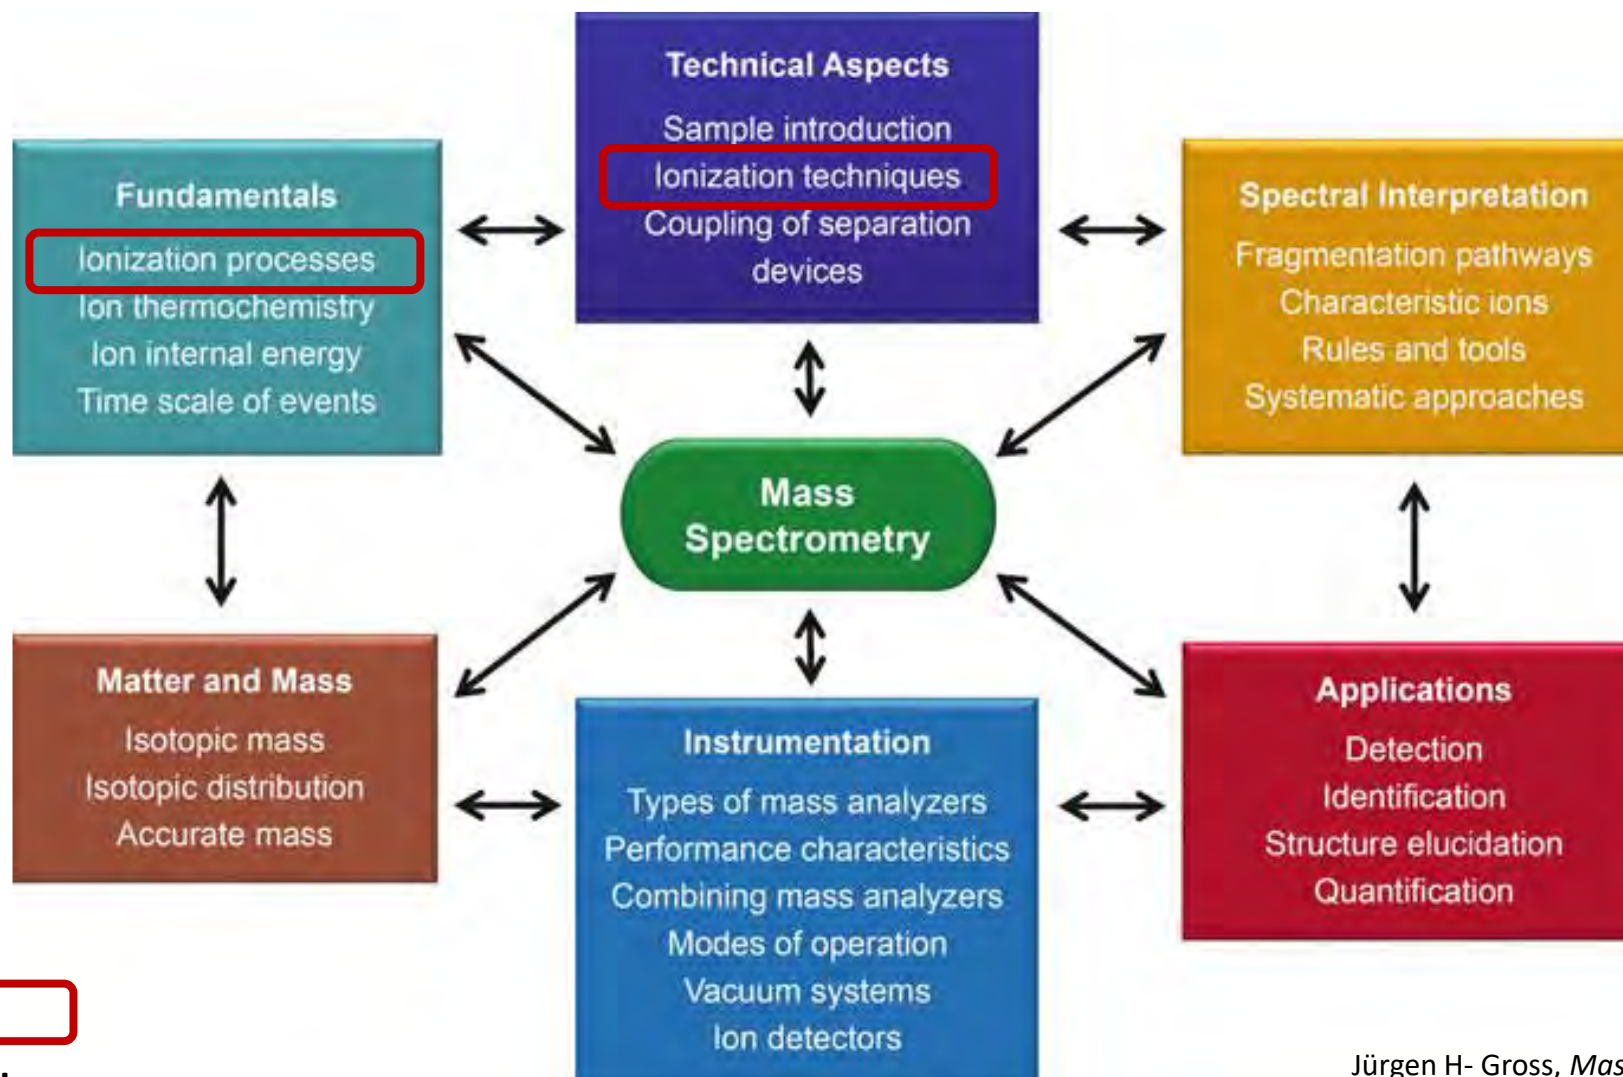 Technical Aspects
Sample introduction
Ionization techniques
Coupling of separation
devices
Fundamentals
Ionization processes
Ion thermochemistry
Ion internal energy
Time scale of events
Spectral Interpretation
Fragmentation pathways
Characteristic ions
Rules and tools
Systematic approaches
Mass
Spectrometry
Matter and Mass
Isotopic mass
Isotopic distribution
Accurate mass
Instrumentation
Types of mass analyzers
Performance characteristics
Combining mass analyzers
Modes of operation
Vacuum systems
Ion detectors
Applications
Detection
Identification
Structure elucidation
Quantification
Jürgen H- Gross, Mas